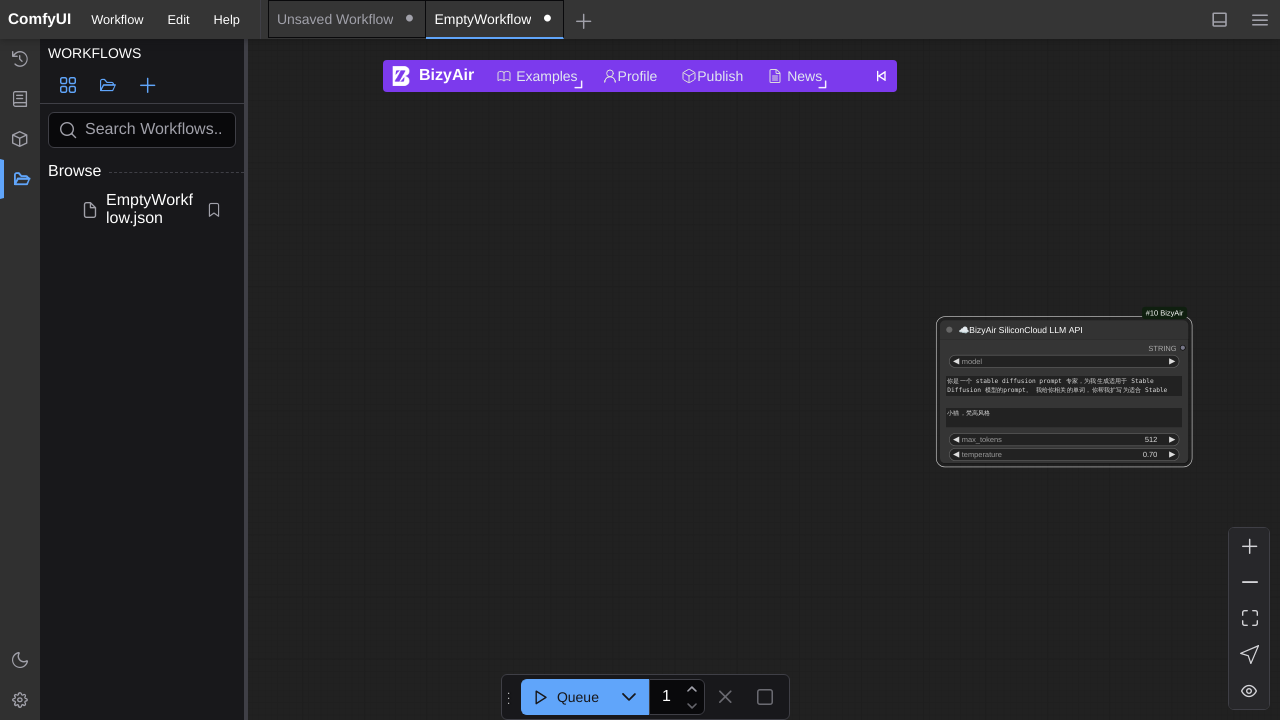 ComfyUI
Workflow
Edit
Help
Unsaved Workflow
EmptyWorkflow
WORKFLOWS
Search Workflows..
Browse
EmptyWorkf
low.json
BizyAir
Examples
Profile
Publish
News
#10 BizyAir
BizyAir SiliconCloud LLM API
STRING
model
你是一个 stable diffusion prompt 专家，为我生成适用于 Stable
Diffusion 模型的prompt。 我给你相关的单词，你帮我扩写为适合 Stable
小猫，梵高风格
max_tokens 512
temperature 0.70
Queue
1